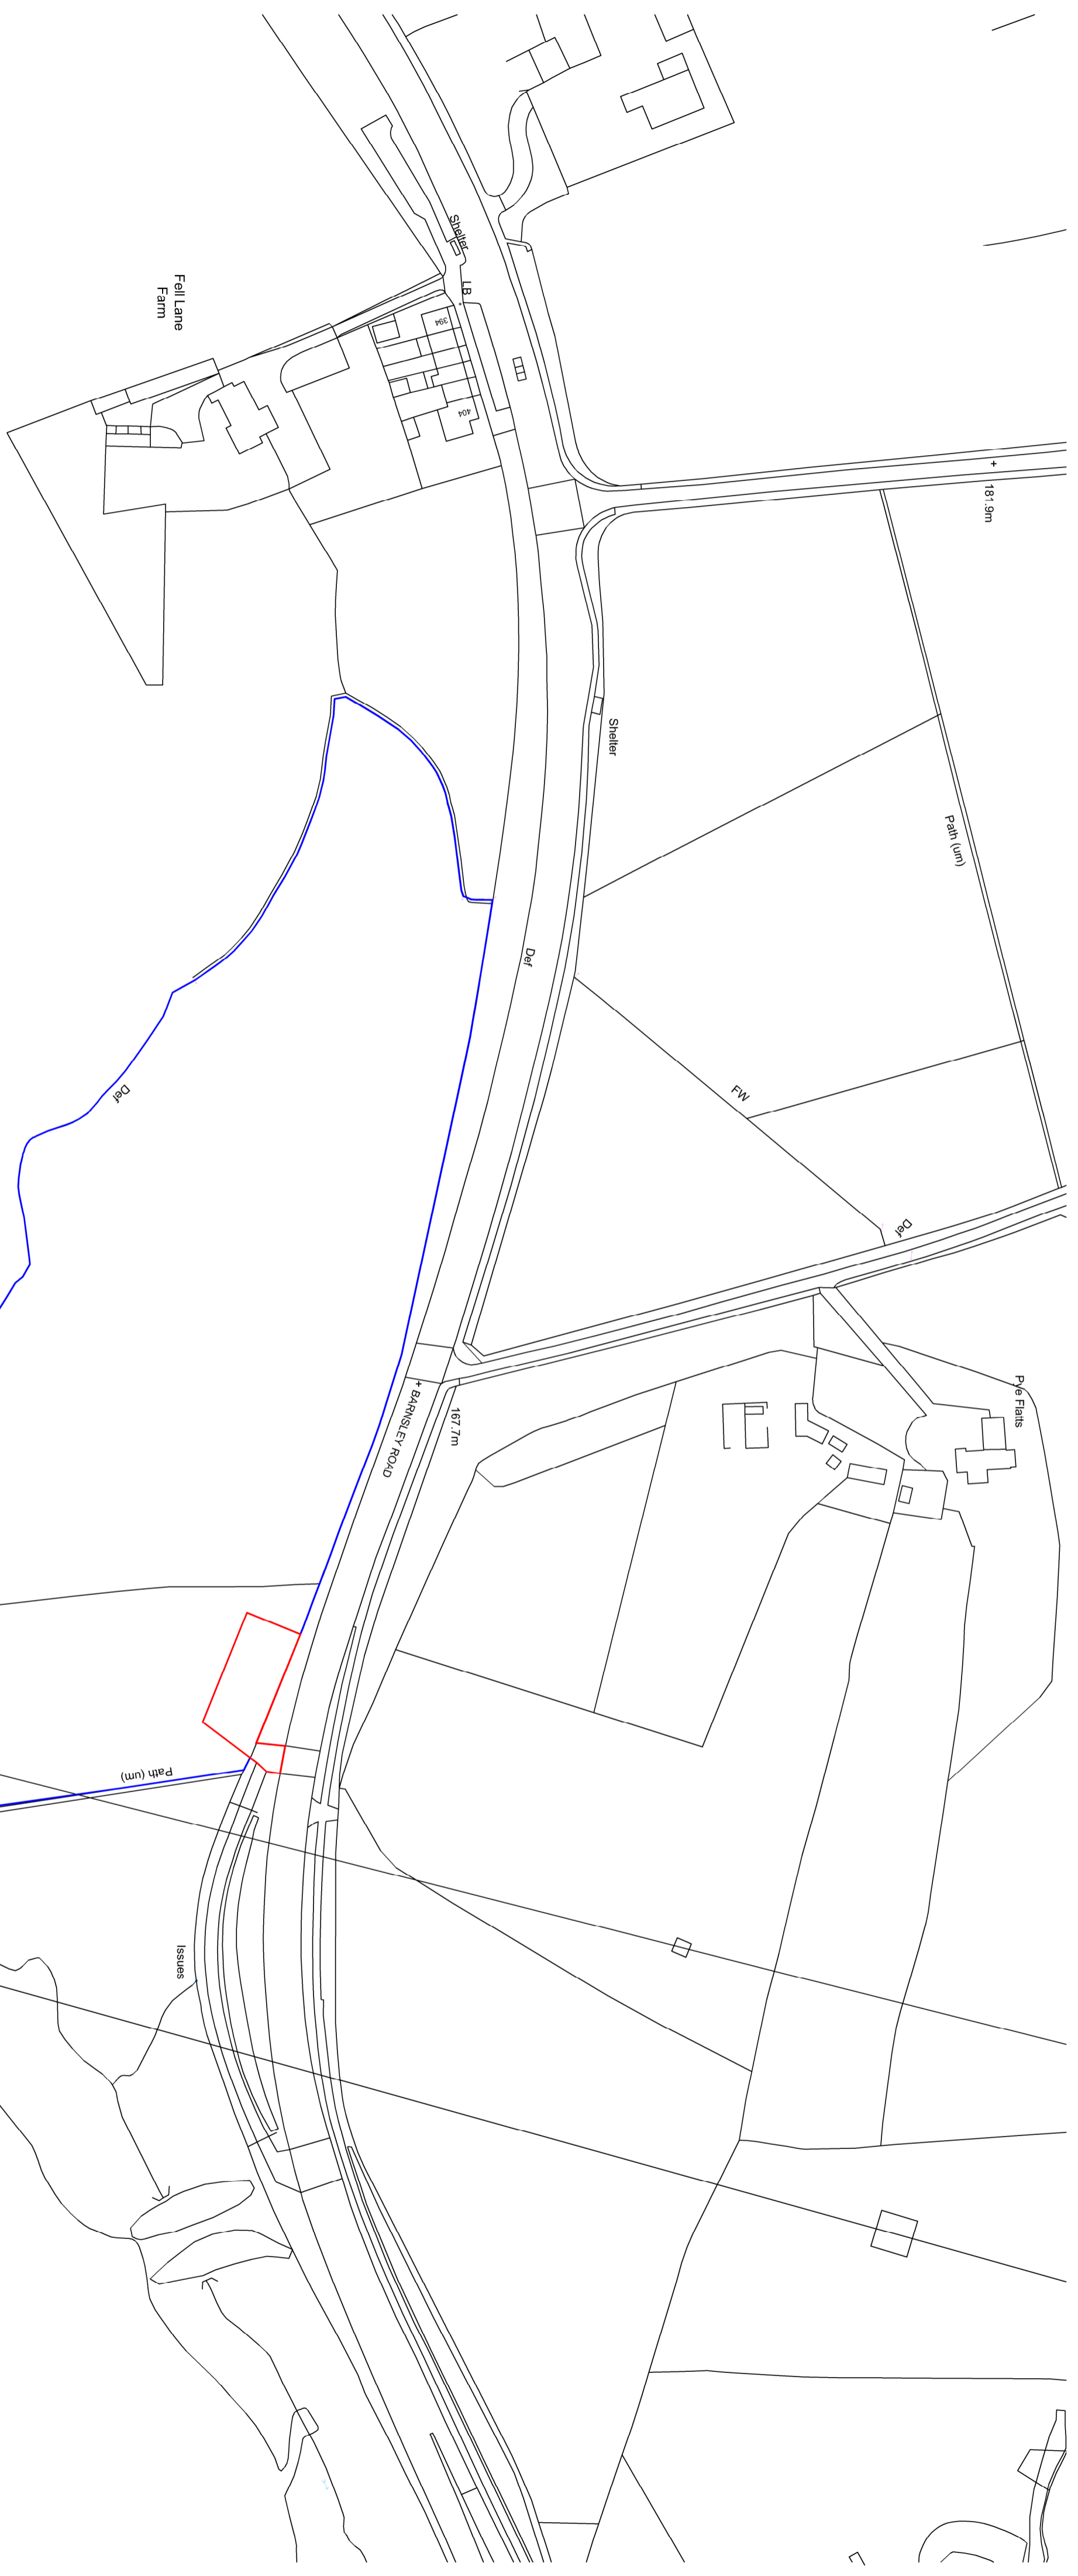 Shelter
LB
Fell Lane
Farm
394
404
181.9m
Shelter
Path (um)
Def
FW
Def
Def
Pye Flatts
167.7m
BARNSLEY ROAD
Path (um)
Issues